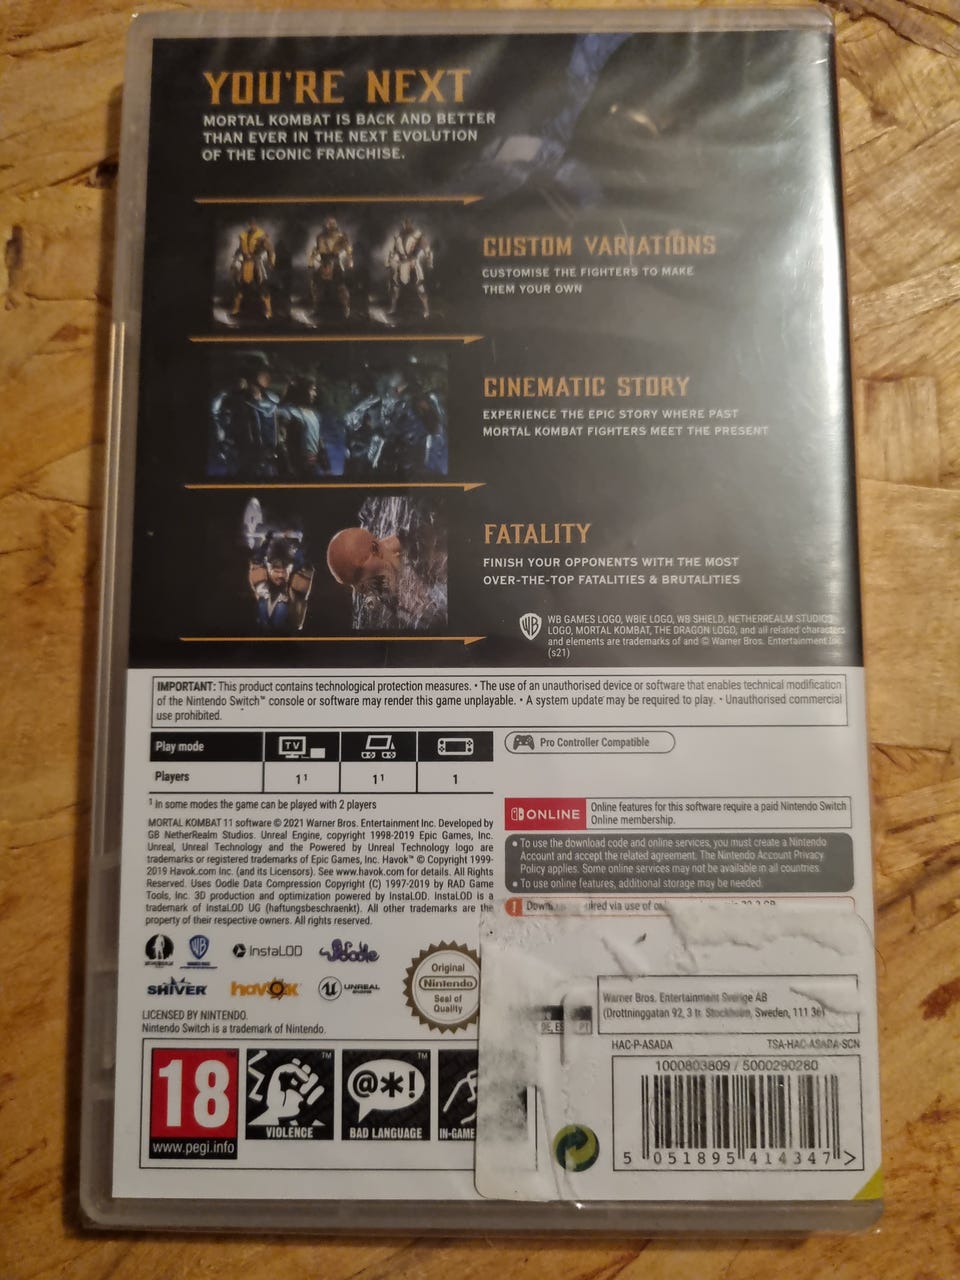 YOU'RE NEXT
MORTAL KOMBAT IS BACK AND BETTER
THAN EVER IN THE NEXT EVOLUTION
OF THE ICONIC FRANCHISE.
CUSTOM VARIATIONS
CUSTOMISE THE FIGHTERS TO MAKE
THEM YOUR OWN
CINEMATIC STORY
EXPERIENCE THE EPIC STORY WHERE PAST
MORTAL KOMBAT FIGHTERS MEET THE PRESENT
FATALITY
FINISH YOUR OPPONENTS WITH THE MOST
OVER-THE-TOP FATALITIES & BRUTALITIES
WB GAMES LOGO, WBIE LOGO, WB SHIELD, NETHERREALM STUDIOS
LOGO, MORTAL KOMBAT, THE DRAGON LOGO, and all related characters
and elements are trademarks of and © Warner Bros. Entertainment Inc.
(s21)
IMPORTANT: This product contains technological protection measures. • The use of an unauthorised device or software that enables technical modification
of the Nintendo Switch™ console or software may render this game unplayable. • A system update may be required to play. • Unauthorised commercial
use prohibited.
Play mode TV
Players 1¹ 1¹ 1
Pro Controller Compatible
¹ In some modes the game can be played with 2 players
MORTAL KOMBAT 11 software © 2021 Warner Bros. Entertainment Inc. Developed by
GB NetherRealm Studios. Unreal Engine, copyright 1998-2019 Epic Games, Inc.
Unreal, Unreal Technology and the Powered by Unreal Technology logo are
trademarks or registered trademarks of Epic Games, Inc. Havok™ © Copyright 1999-
2019 Havok.com Inc. (and its Licensors). See www.havok.com for details. All Rights
Reserved. Uses Oodle Data Compression Copyright (C) 1997-2019 by RAD Game
Tools, Inc. 3D production and optimization powered by InstaLOD. InstaLOD is a
trademark of InstaLOD UG (haftungsbeschraenkt). All other trademarks are the
property of their respective owners. All rights reserved.
ONLINE
Online features for this software require a paid Nintendo Switch
Online membership.
• To use the download code and online services, you must create a Nintendo
Account and accept the related agreement. The Nintendo Account Privacy
Policy applies. Some online services may not be available in all countries.
• To use online features, additional storage may be needed.
uired via use of
WB InstaLOD Oodle
SHIVER havok UNREAL
Original
Nintendo
Seal of
Quality
LICENSED BY NINTENDO.
Nintendo Switch is a trademark of Nintendo.
DE, ES PT
Warner Bros. Entertainment Sverige AB
(Drottninggatan 92, 3 tr. Stockholm, Sweden, 111 36)
HAC-P-ASADA TSA-HAC-ASADA-SCN
1000803809 / 5000290280
5 051895 414347 >
18
www.pegi.info
VIOLENCE
@*!
BAD LANGUAGE
IN-GAME